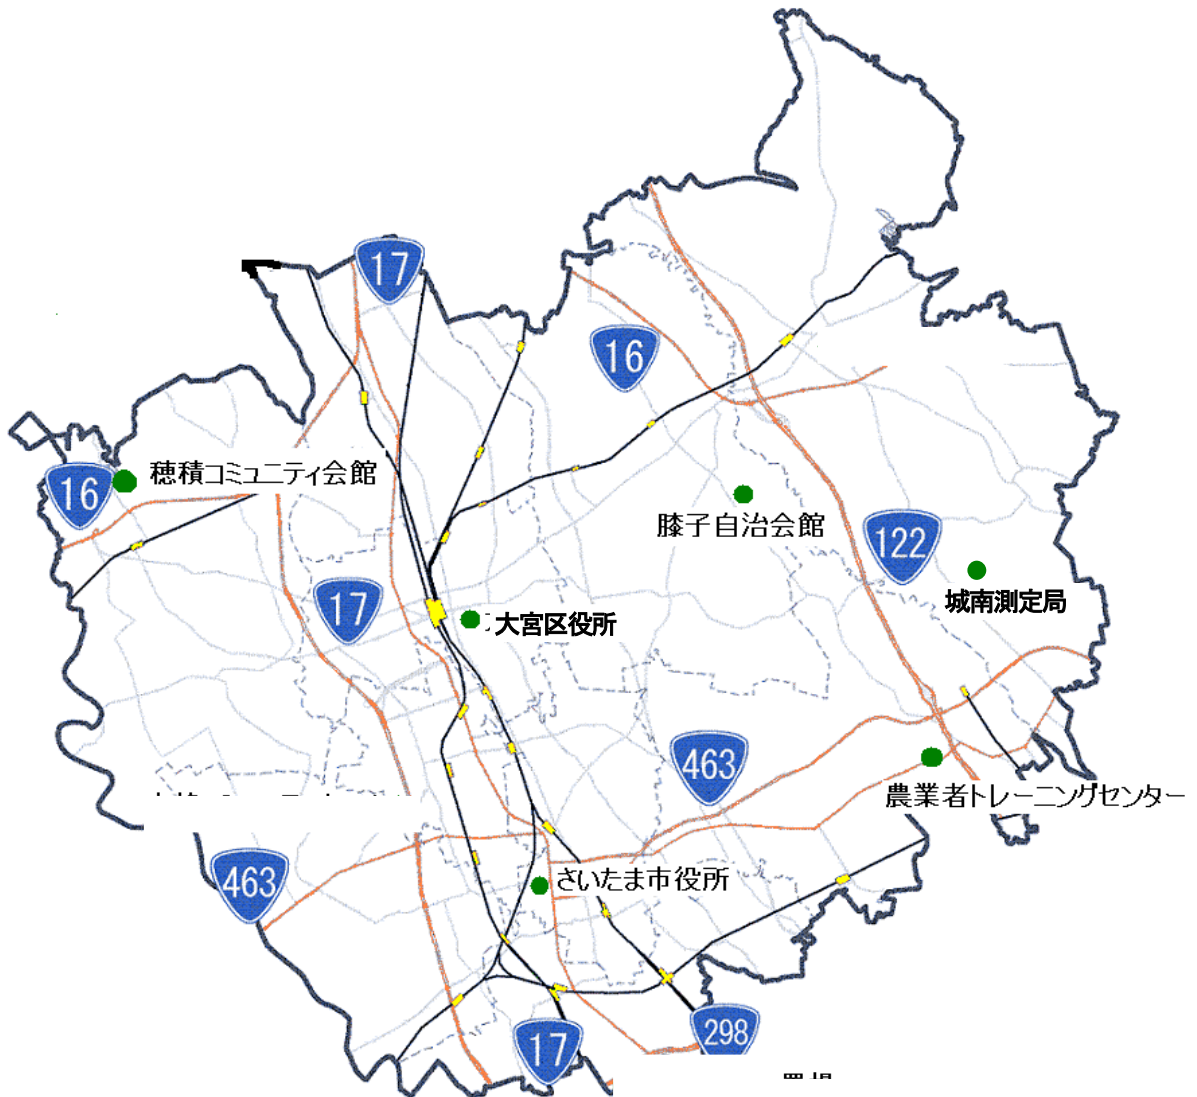 17
16
穂積コミュニティ会館
16
膝子自治会館
122
城南測定局
17
大宮区役所
463
農業者トレーニングセンター
463
さいたま市役所
17
298